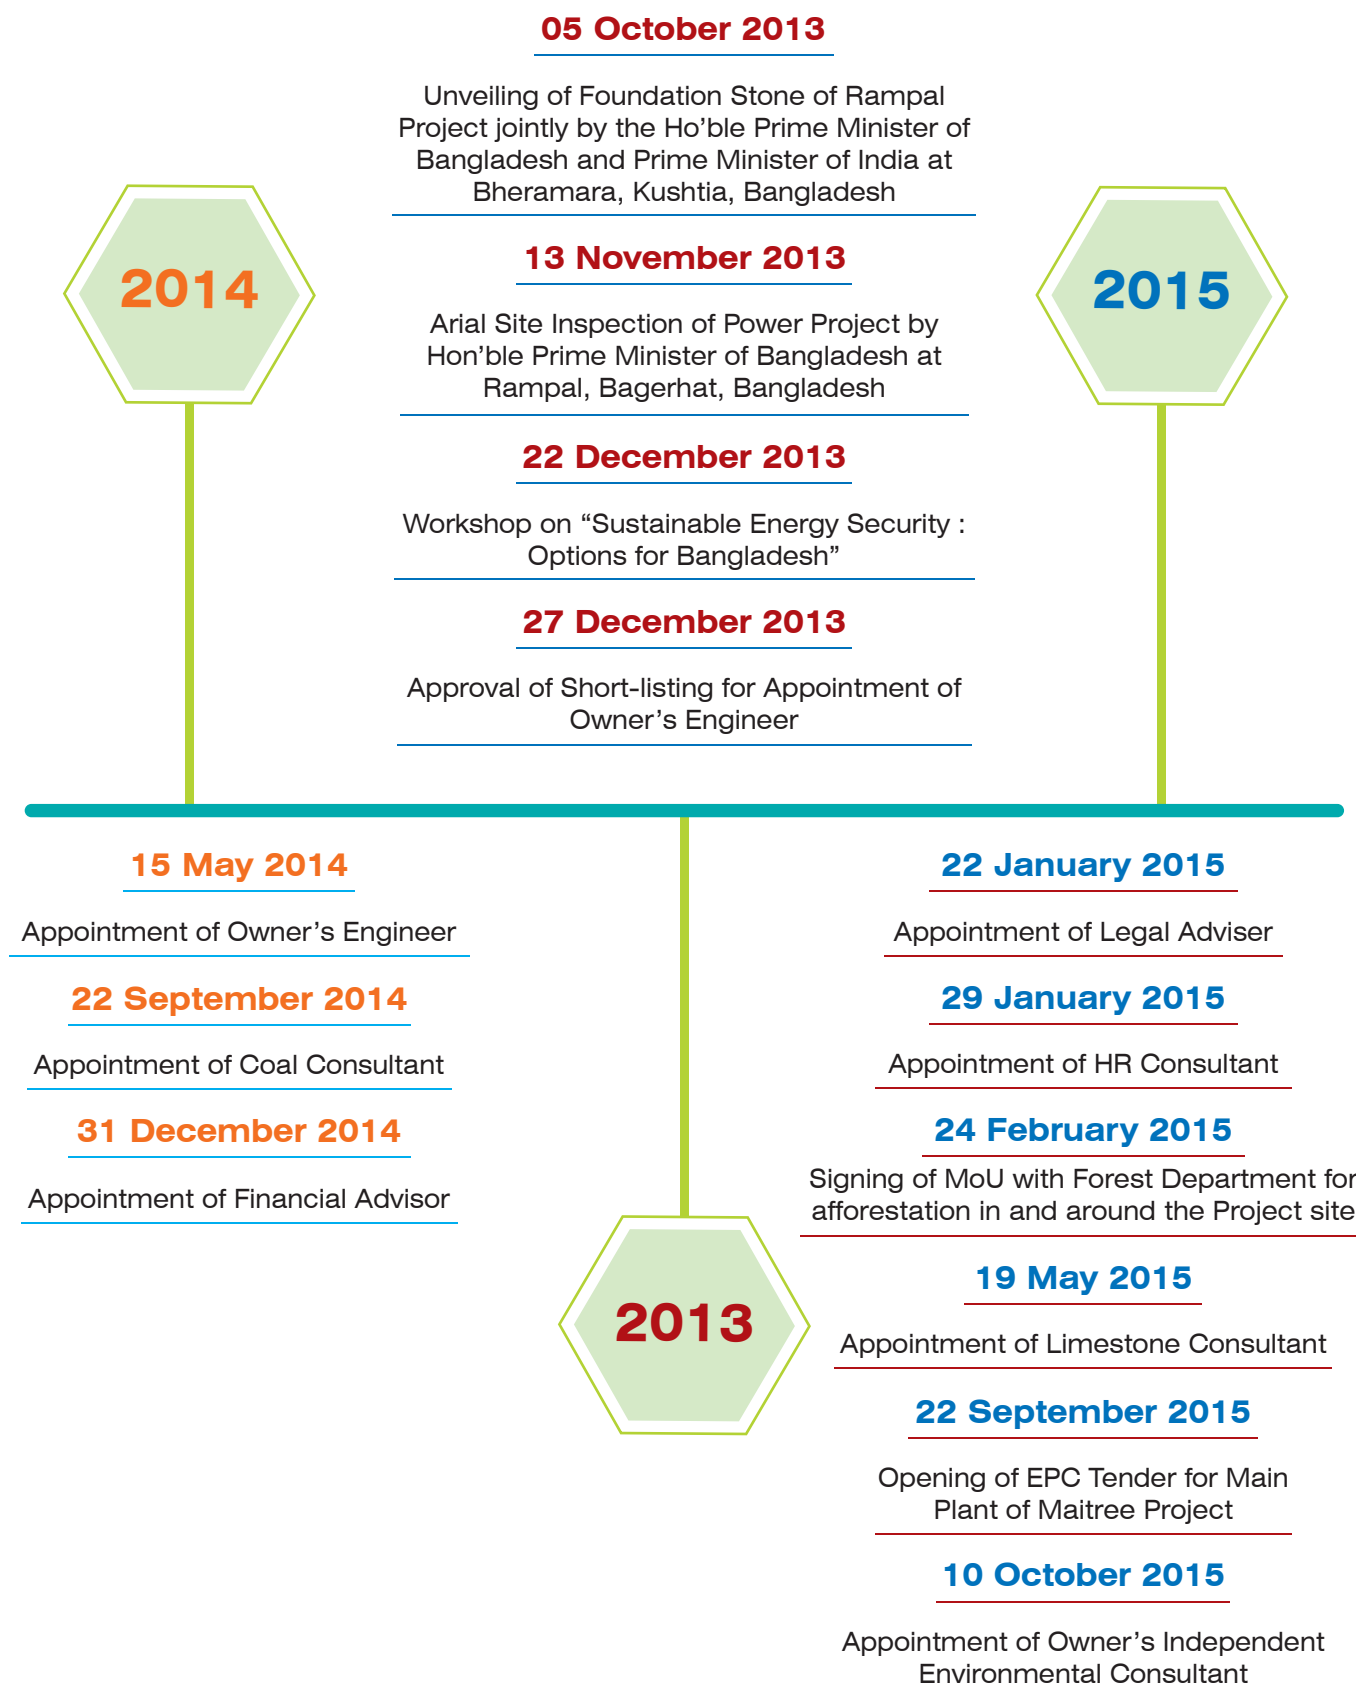 05 October 2013
Unveiling of Foundation Stone of Rampal
Project jointly by the Ho’ble Prime Minister of
Bangladesh and Prime Minister of India at
Bheramara, Kushtia, Bangladesh
13 November 2013
Arial Site Inspection of Power Project by
Hon’ble Prime Minister of Bangladesh at
Rampal, Bagerhat, Bangladesh
22 December 2013
Workshop on “Sustainable Energy Security :
Options for Bangladesh”
27 December 2013
Approval of Short-listing for Appointment of
Owner’s Engineer
2013
2014
15 May 2014
Appointment of Owner’s Engineer
22 September 2014
Appointment of Coal Consultant
31 December 2014
Appointment of Financial Advisor
2015
22 January 2015
Appointment of Legal Adviser
29 January 2015
Appointment of HR Consultant
24 February 2015
Signing of MoU with Forest Department for
afforestation in and around the Project site
19 May 2015
Appointment of Limestone Consultant
22 September 2015
Opening of EPC Tender for Main
Plant of Maitree Project
10 October 2015
Appointment of Owner’s Independent
Environmental Consultant